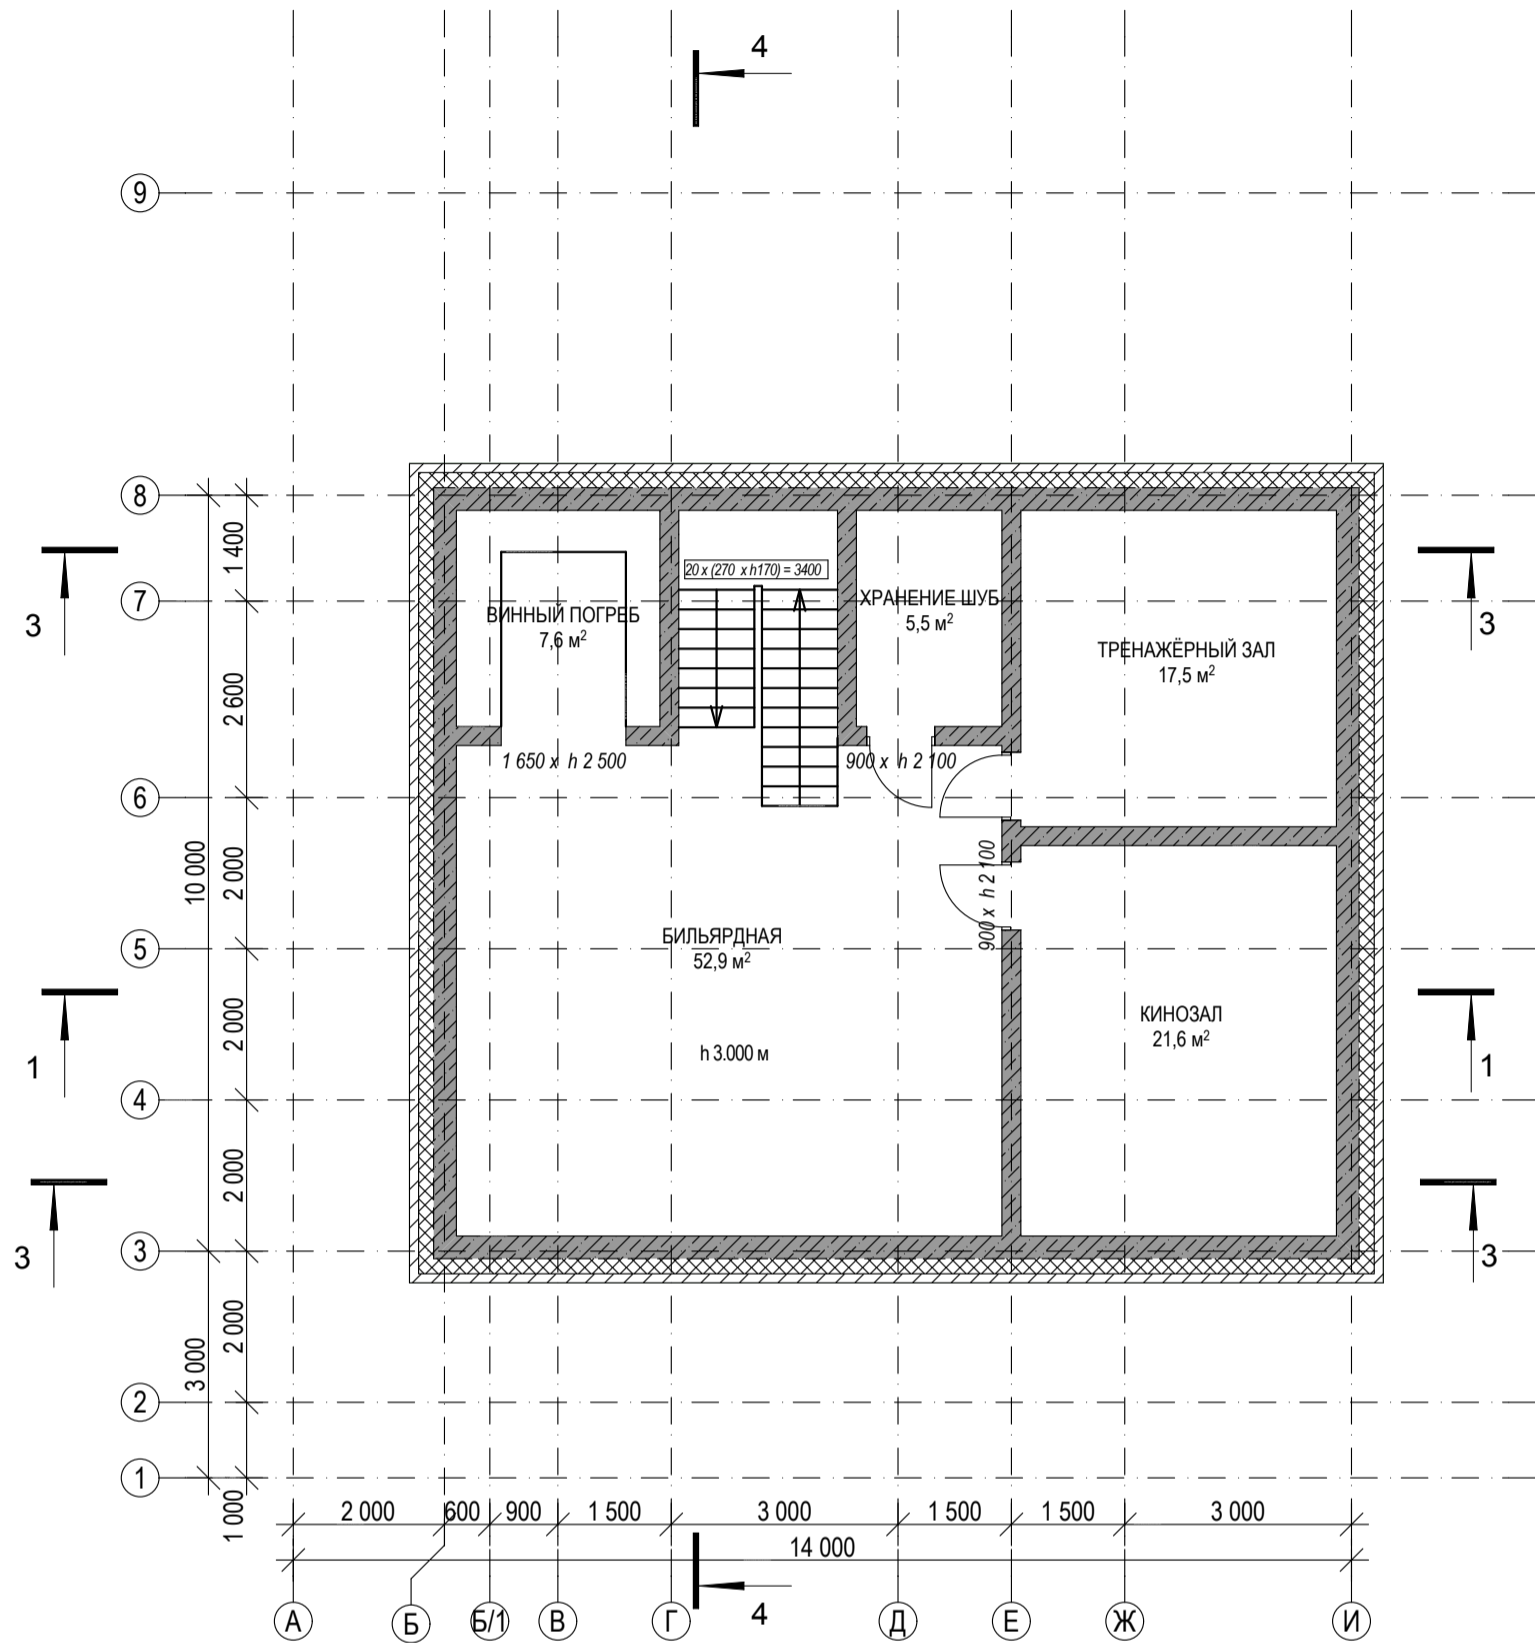 4
9
8
7
6
5
4
3
2
1
1 400
2 600
2 000
2 000
2 000
2 000
1 000
10 000
3 000
3
3
1
1
3
3
20 x (270 x h170) = 3400
ВИННЫЙ ПОГРЕБ
7,6 м²
ХРАНЕНИЕ ШУБ
5,5 м²
ТРЕНАЖЁРНЫЙ ЗАЛ
17,5 м²
1 650 x h 2 500
900 x h 2 100
900 x h 2 100
БИЛЬЯРДНАЯ
52,9 м²
h 3.000 м
КИНОЗАЛ
21,6 м²
2 000 600 900 1 500 3 000 1 500 1 500 3 000
14 000
4
А Б Б/1 В Г Д Е Ж И